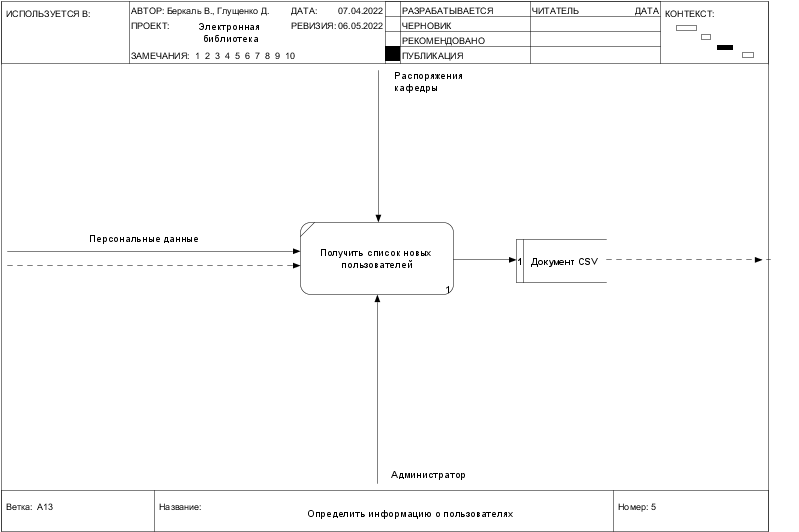 ИСПОЛЬЗУЕТСЯ В:
АВТОР: Беркаль В., Глущенко Д.
ДАТА: 07.04.2022
РАЗРАБАТЫВАЕТСЯ
ЧИТАТЕЛЬ
ДАТА
КОНТЕКСТ:
ПРОЕКТ: Электронная
библиотека
РЕВИЗИЯ: 06.05.2022
ЧЕРНОВИК
РЕКОМЕНДОВАНО
ЗАМЕЧАНИЯ: 1 2 3 4 5 6 7 8 9 10
ПУБЛИКАЦИЯ
Распоряжения
кафедры
Персональные данные
Получить список новых
пользователей
1
1 Документ CSV
Администратор
Ветка: A13
Название:
Определить информацию о пользователях
Номер: 5